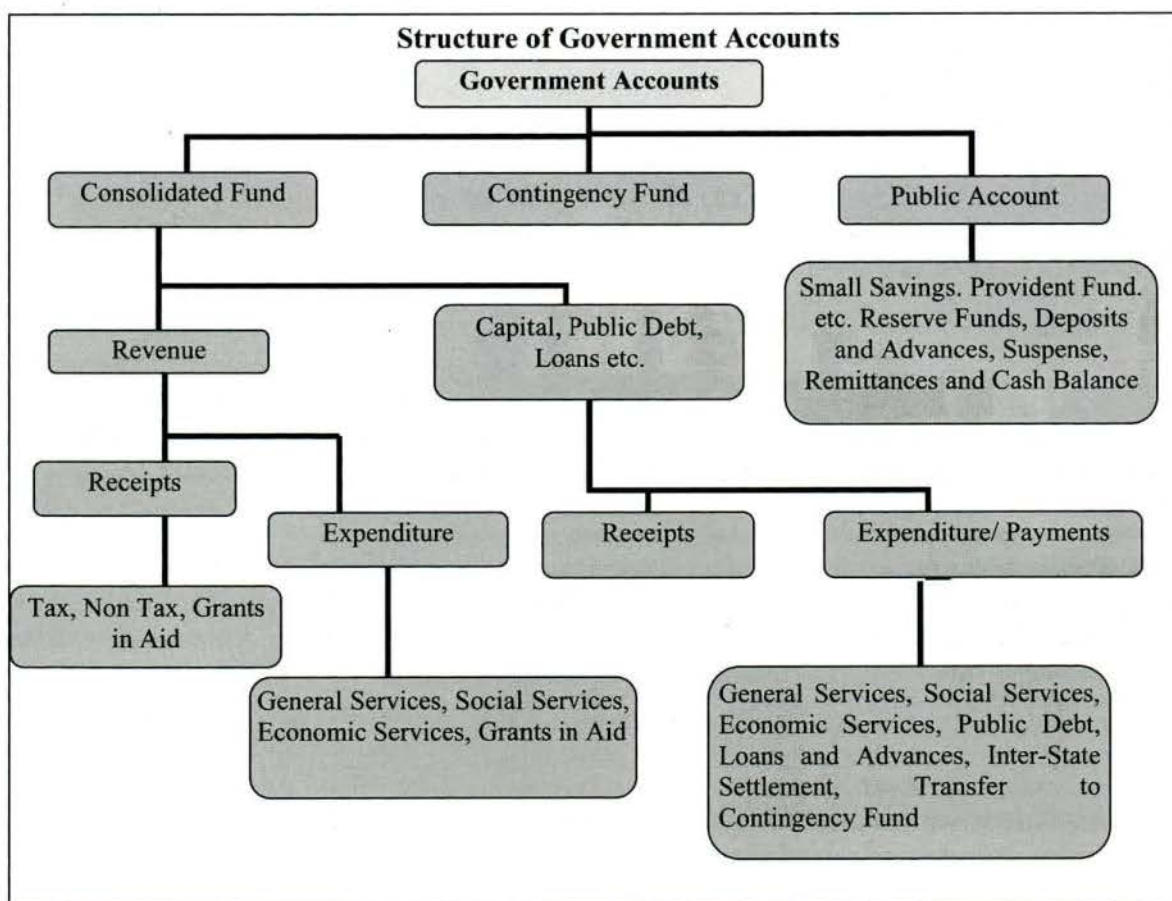 Structure of Government Accounts
Government Accounts
Consolidated Fund
Contingency Fund
Public Account
Small Savings. Provident Fund.
etc. Reserve Funds, Deposits
and Advances, Suspense,
Remittances and Cash Balance
Revenue
Capital, Public Debt,
Loans etc.
Receipts
Expenditure
Receipts
Expenditure/ Payments
Tax, Non Tax, Grants
in Aid
General Services, Social Services,
Economic Services, Grants in Aid
General Services, Social Services,
Economic Services, Public Debt,
Loans and Advances, Inter-State
Settlement, Transfer to
Contingency Fund